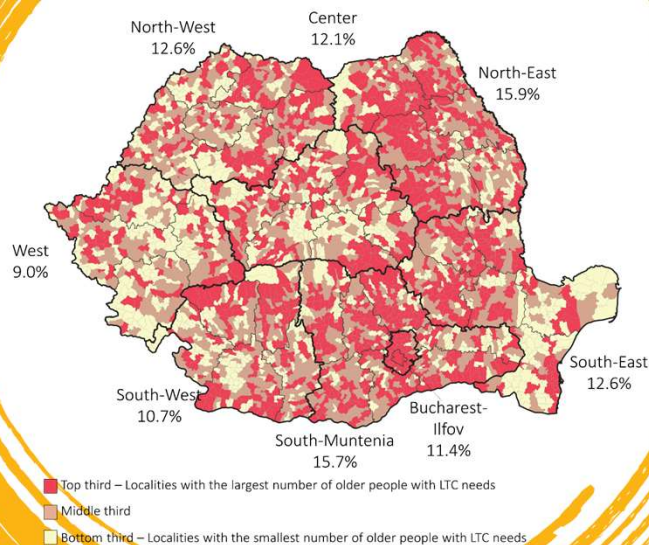 Center
12.1%
North-West
12.6%
North-East
15.9%
West
9.0%
South-East
12.6%
South-West
10.7%
Bucharest-
Ilfov
11.4%
South-Muntenia
15.7%
Top third – Localities with the largest number of older people with LTC needs
Middle third
Bottom third – Localities with the smallest number of older people with LTC needs